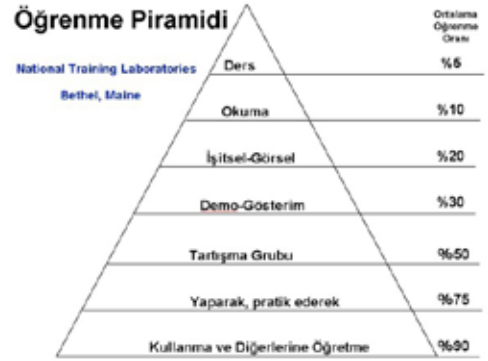 Öğrenme Piramidi
Ortalama
Öğrenme
Oranı
National Training Laboratories
Bethel, Maine
Ders %5
Okuma %10
İşitsel-Görsel %20
Demo-Gösterim %30
Tartışma Grubu %50
Yaparak, pratik ederek %75
Kullanma ve Diğerlerine Öğretme %90